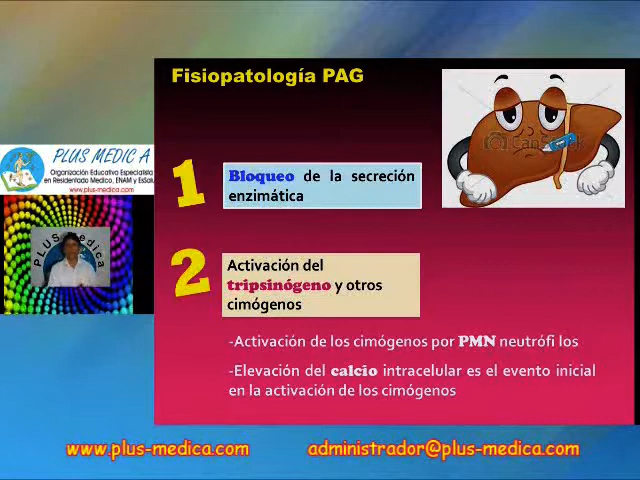 Fisiopatología PAG
PLUS MEDIC A
Organización Educativa Especialista
en Residentado Medico, ENAM y EsSalud
www.plus-medica.com
PLUS Medica
1
Bloqueo de la secreción
enzimática
2
Activación del
tripsinógeno y otros
cimógenos
-Activación de los cimógenos por PMN neutrófi los
-Elevación del calcio intracelular es el evento inicial
en la activación de los cimógenos
www.plus-medica.com administrador@plus-medica.com